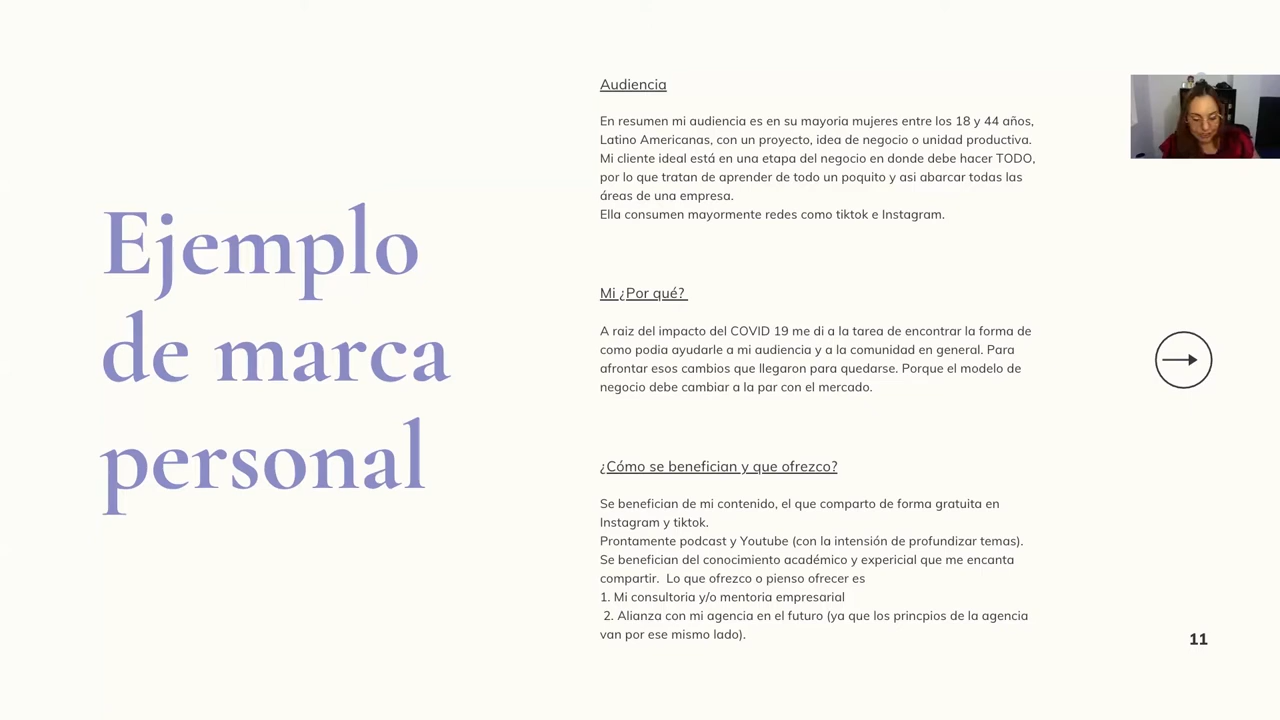 Ejemplo
de marca
personal
Audiencia
En resumen mi audiencia es en su mayoria mujeres entre los 18 y 44 años,
Latino Americanas, con un proyecto, idea de negocio o unidad productiva.
Mi cliente ideal está en una etapa del negocio en donde debe hacer TODO,
por lo que tratan de aprender de todo un poquito y asi abarcar todas las
áreas de una empresa.
Ella consumen mayormente redes como tiktok e Instagram.
Mi ¿Por qué?
A raiz del impacto del COVID 19 me di a la tarea de encontrar la forma de
como podia ayudarle a mi audiencia y a la comunidad en general. Para
afrontar esos cambios que llegaron para quedarse. Porque el modelo de
negocio debe cambiar a la par con el mercado.
¿Cómo se benefician y que ofrezco?
Se benefician de mi contenido, el que comparto de forma gratuita en
Instagram y tiktok.
Prontamente podcast y Youtube (con la intensión de profundizar temas).
Se benefician del conocimiento académico y expericial que me encanta
compartir.  Lo que ofrezco o pienso ofrecer es
1. Mi consultoria y/o mentoria empresarial
2. Alianza con mi agencia en el futuro (ya que los princpios de la agencia
van por ese mismo lado).
11